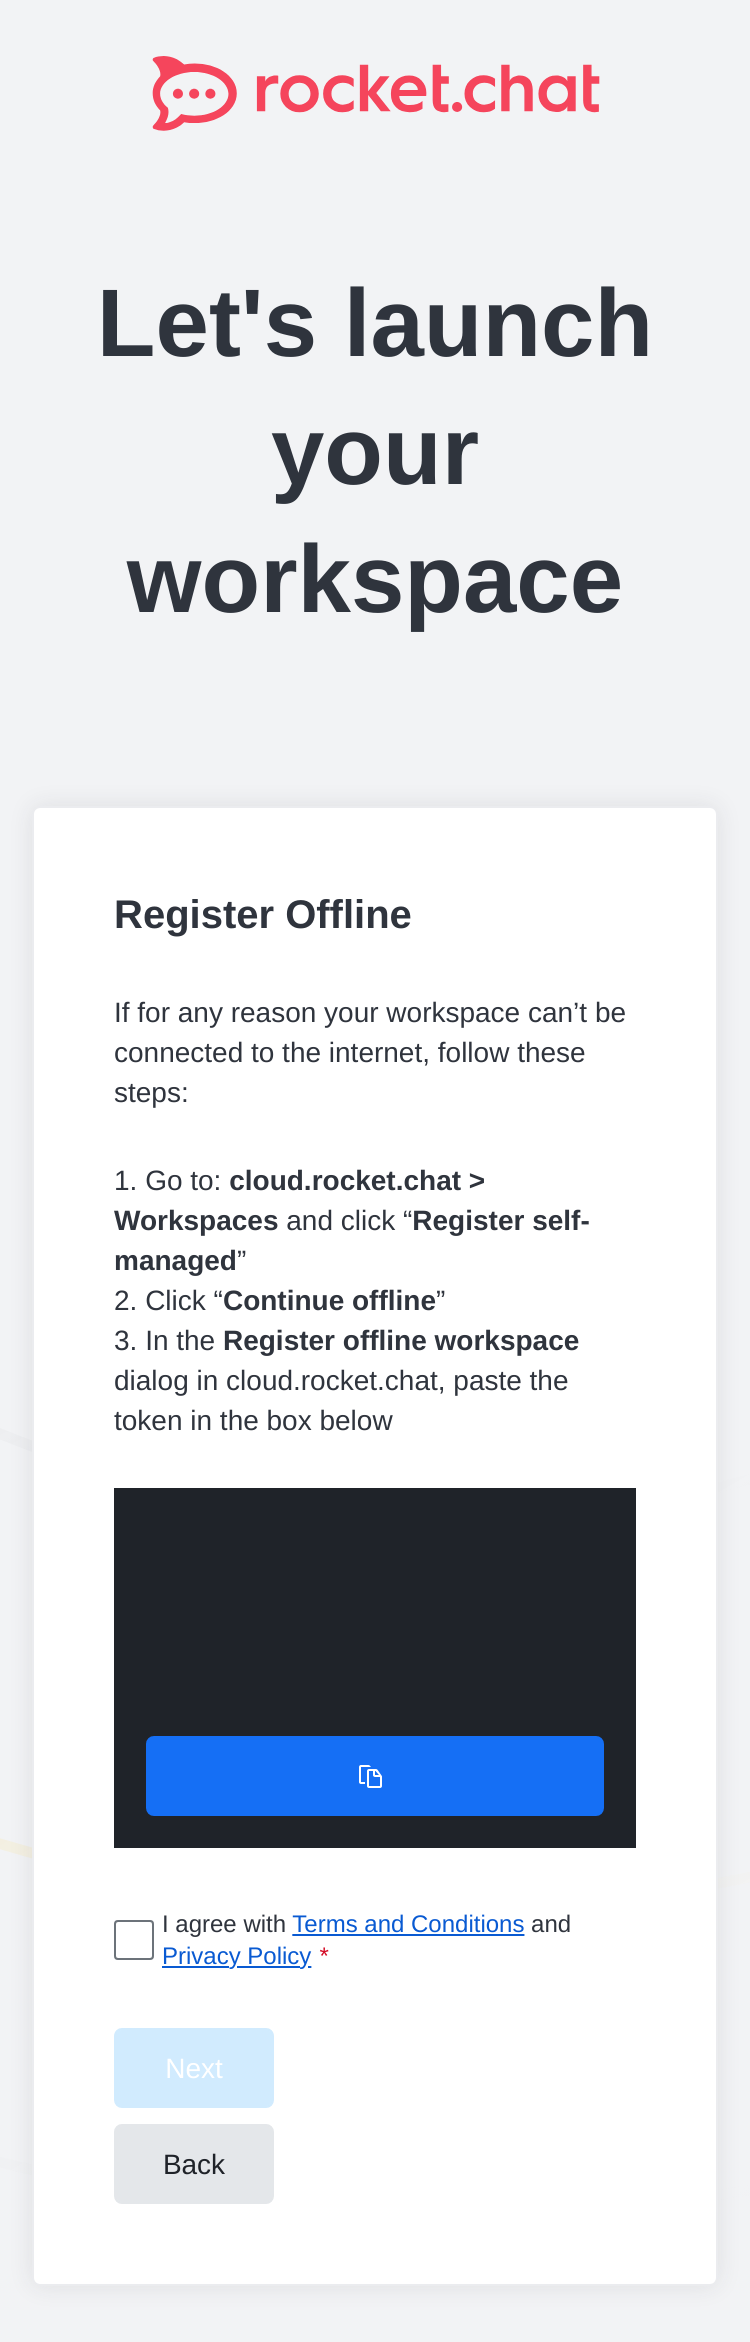 rocket.chat
Let's launch
your
workspace
Register Offline
If for any reason your workspace can’t be
connected to the internet, follow these
steps:
1. Go to: cloud.rocket.chat >
Workspaces and click “Register self-
managed”
2. Click “Continue offline”
3. In the Register offline workspace
dialog in cloud.rocket.chat, paste the
token in the box below
I agree with Terms and Conditions and
Privacy Policy *
Next
Back